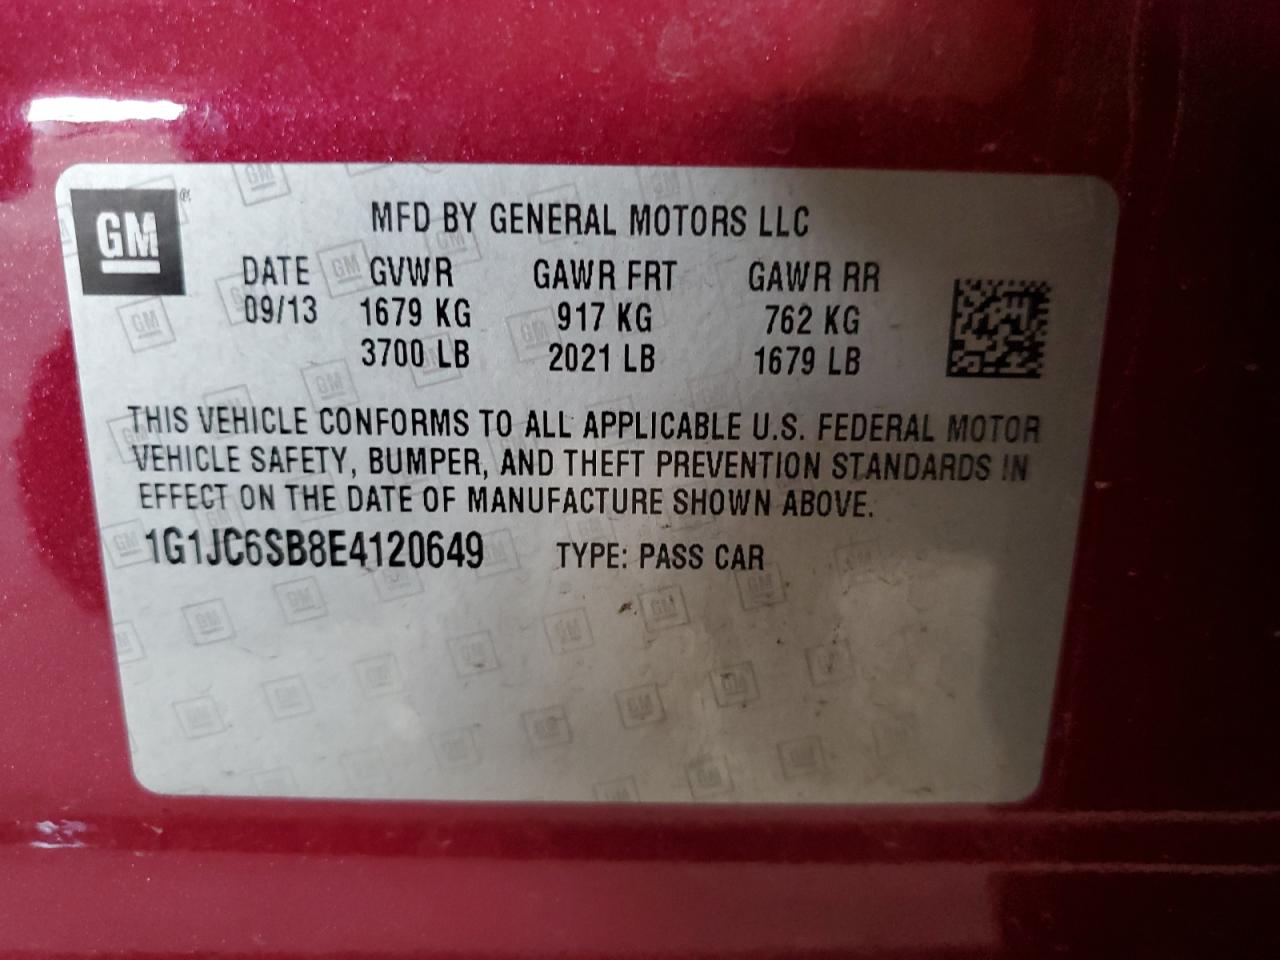 GM
MFD BY GENERAL MOTORS LLC
DATE GVWR GAWR FRT GAWR RR
09/13 1679 KG 917 KG 762 KG
3700 LB 2021 LB 1679 LB
THIS VEHICLE CONFORMS TO ALL APPLICABLE U.S. FEDERAL MOTOR
VEHICLE SAFETY, BUMPER, AND THEFT PREVENTION STANDARDS IN
EFFECT ON THE DATE OF MANUFACTURE SHOWN ABOVE.
1G1JC6SB8E4120649 TYPE: PASS CAR